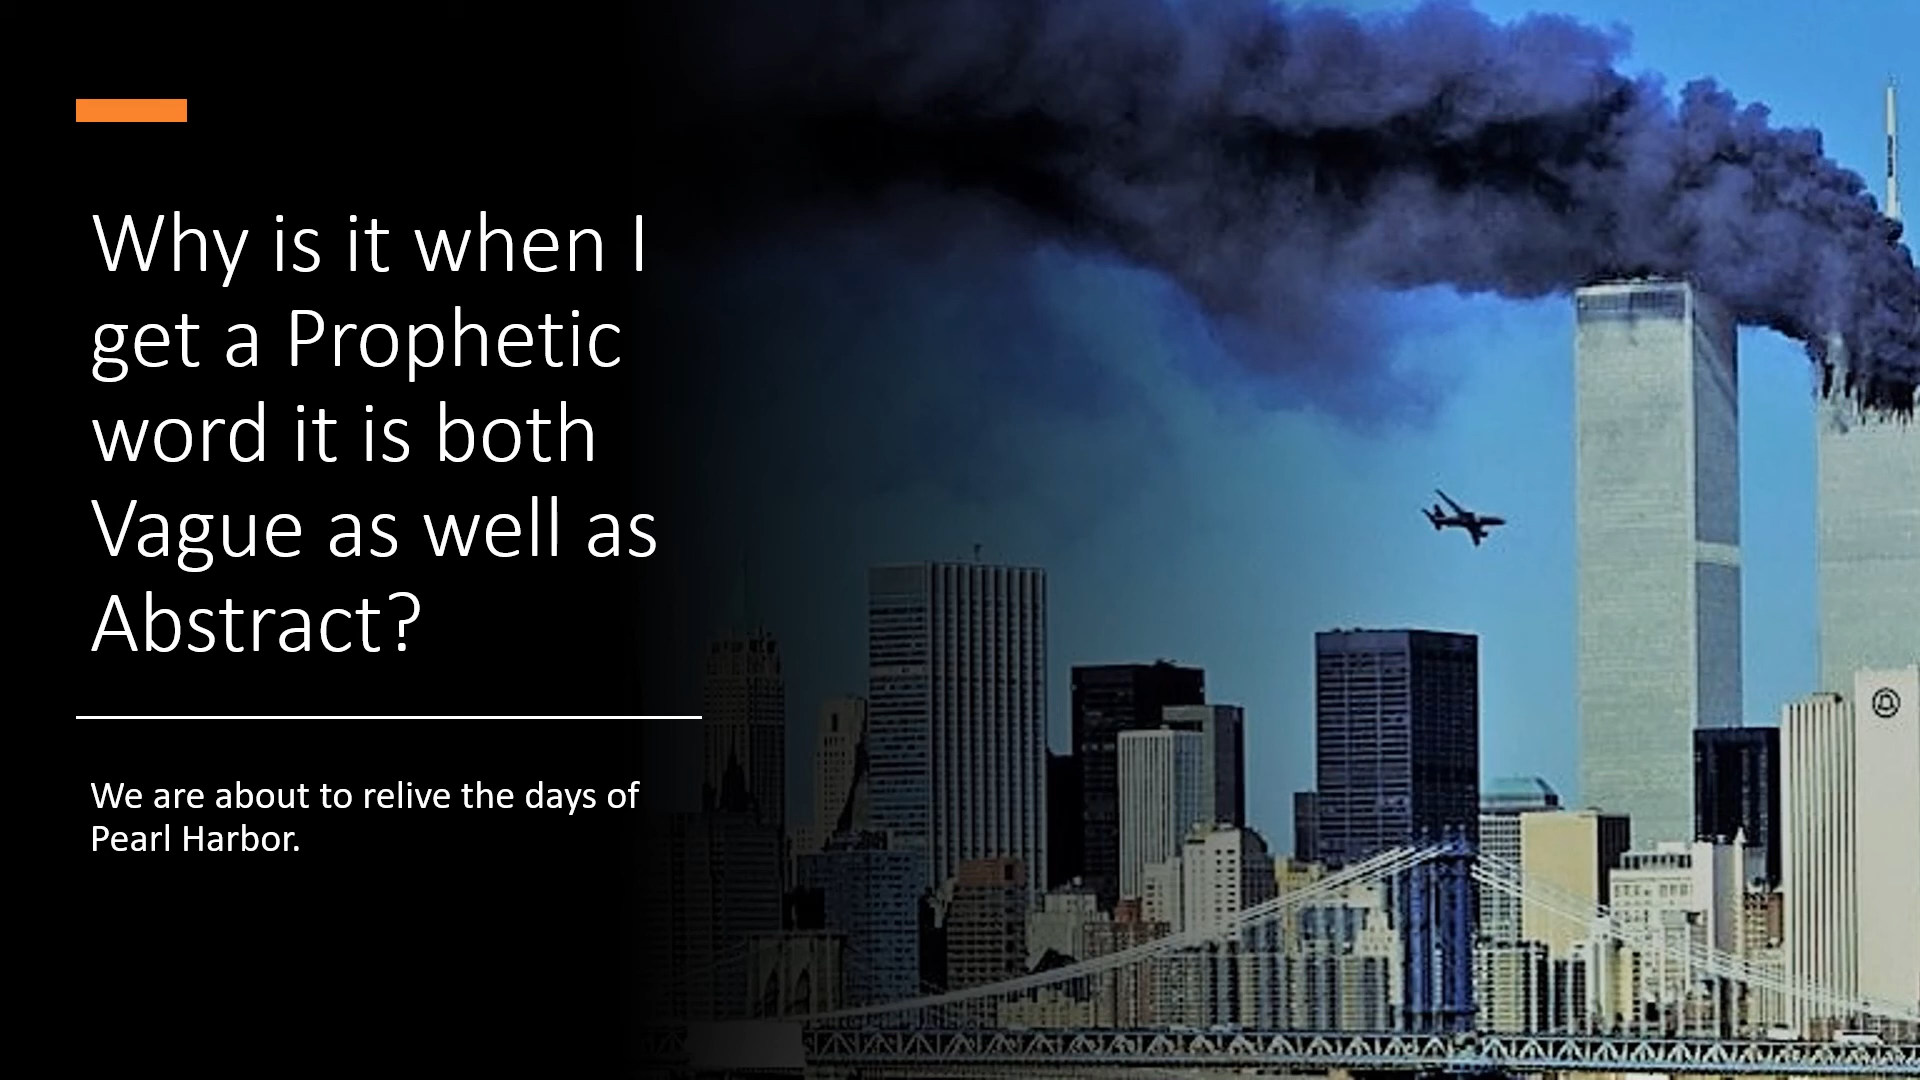 Why is it when I
get a Prophetic
word it is both
Vague as well as
Abstract?
We are about to relive the days of
Pearl Harbor.